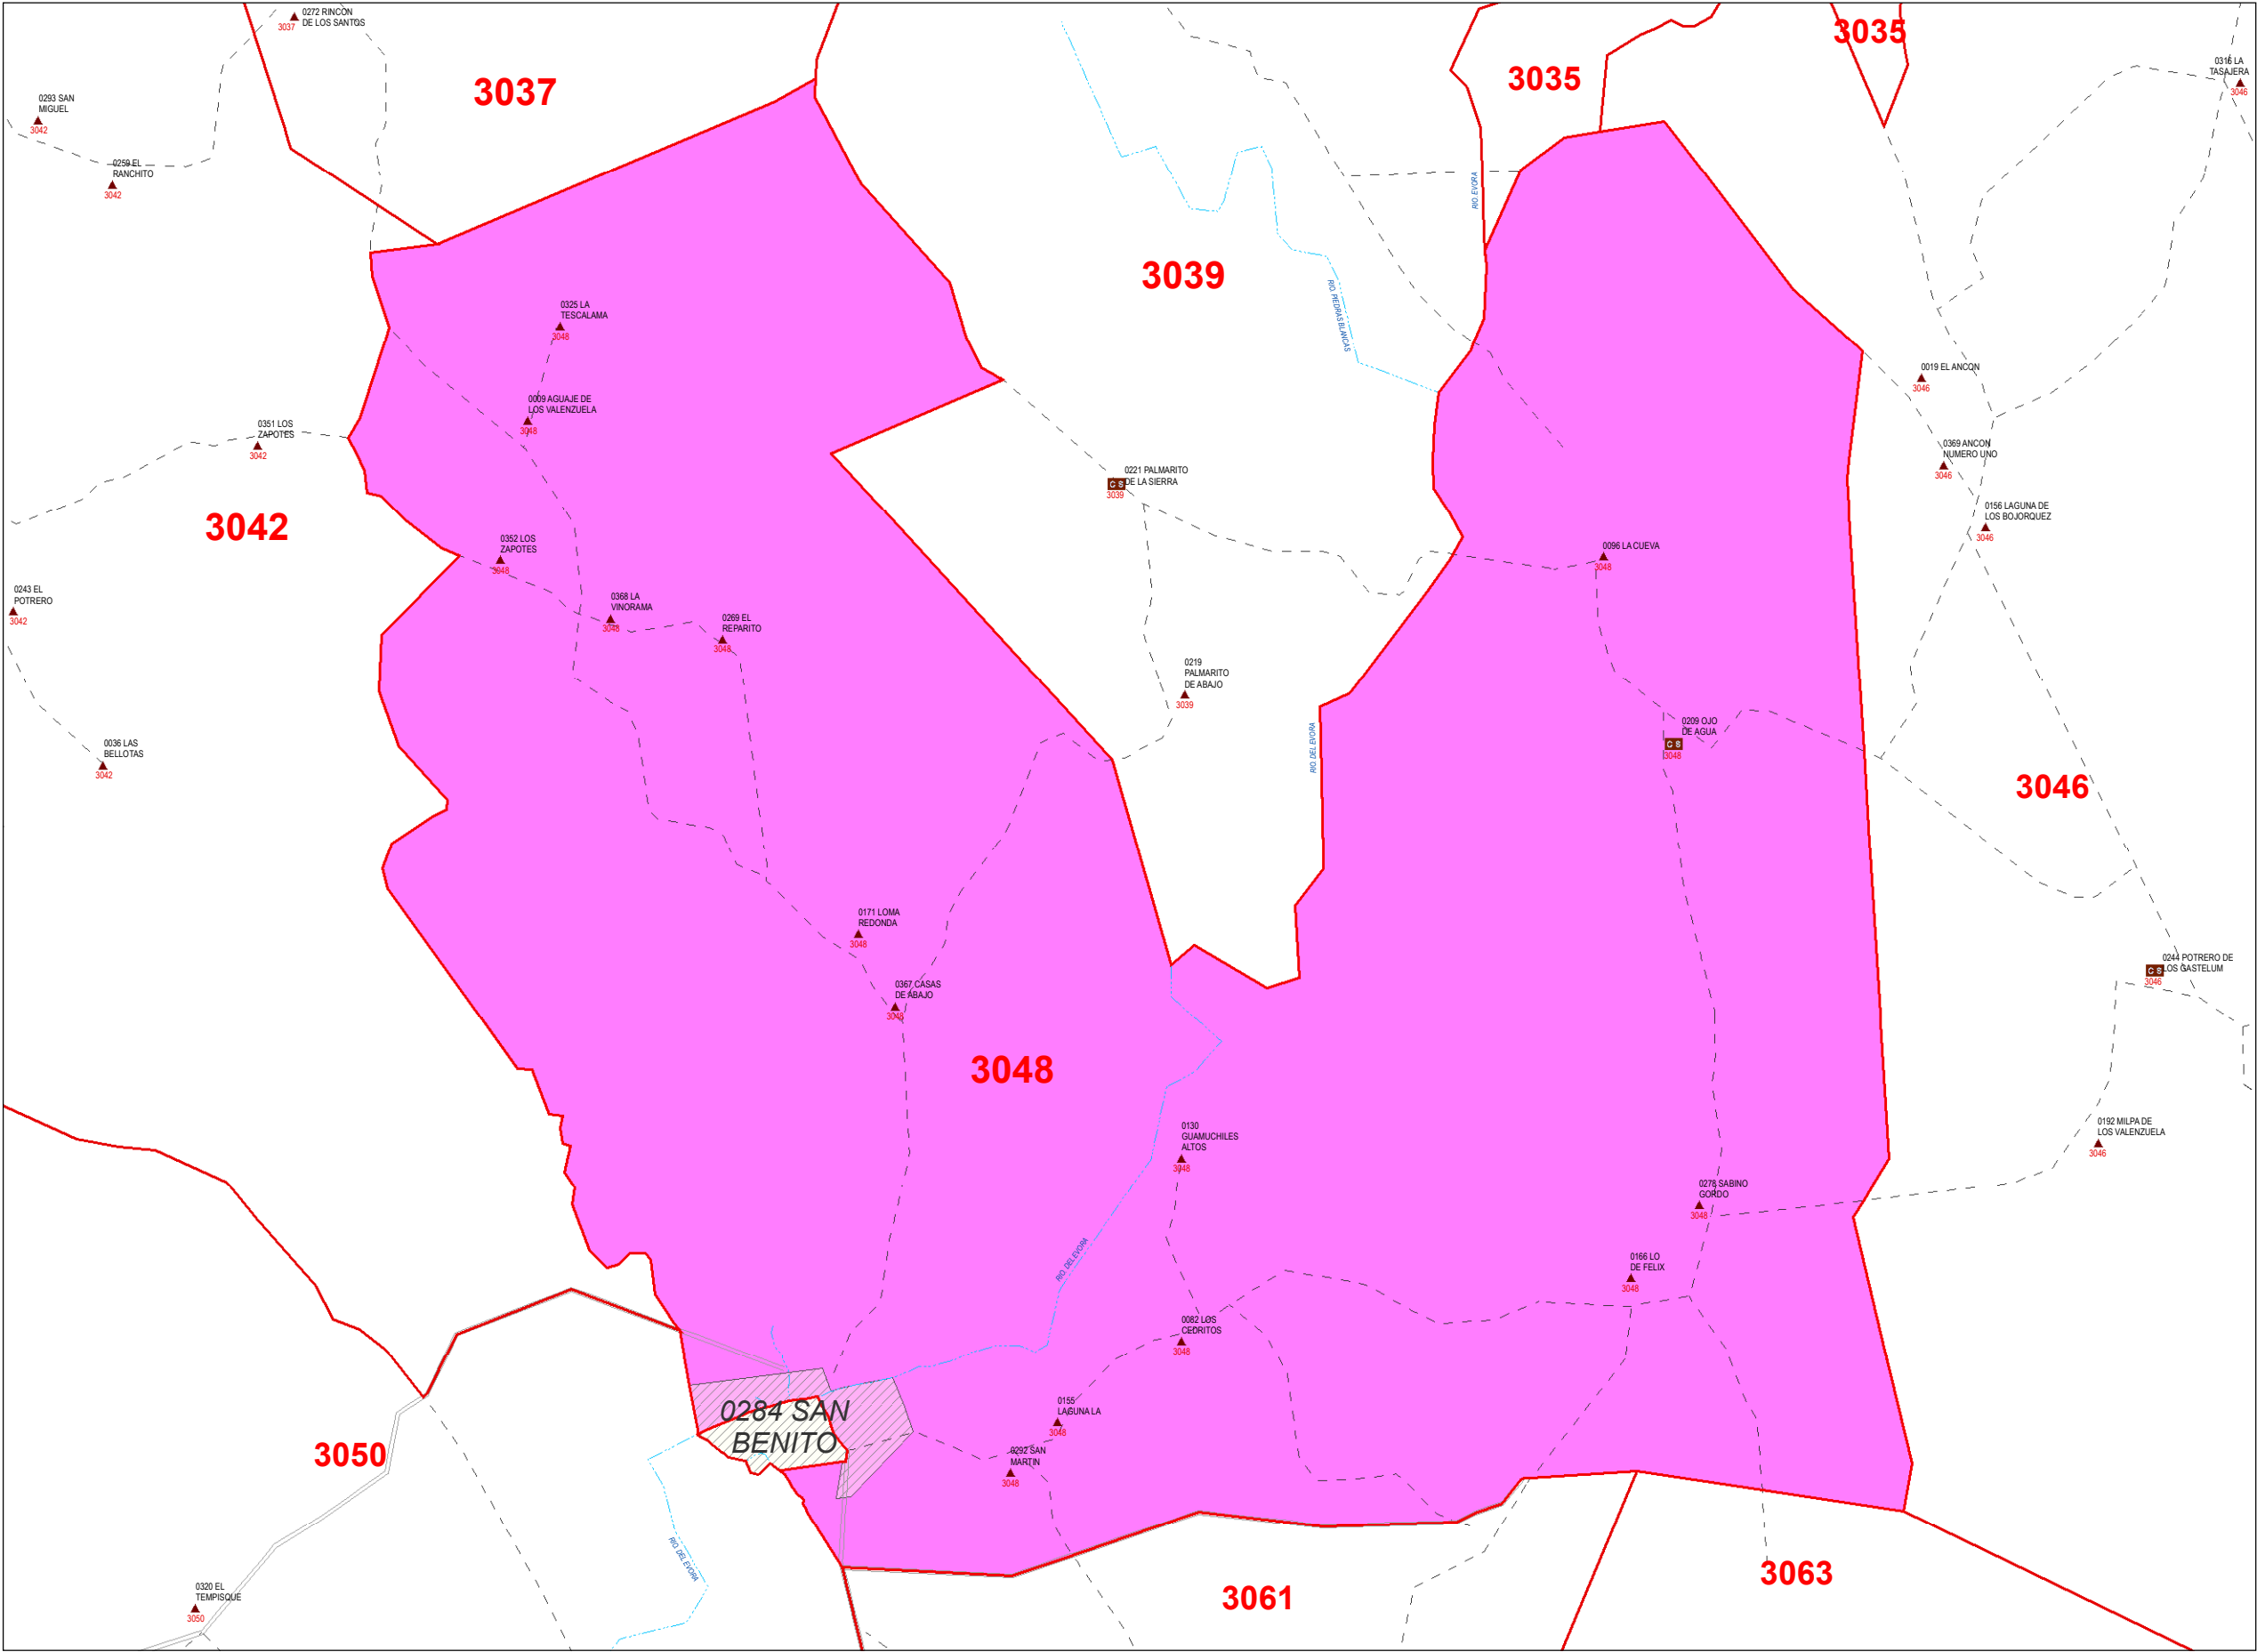 0272 RINCON
DE LOS SANTOS
3037
3037
3035
3035
0316 LA
TASAJERA
3046
0293 SAN
MIGUEL
3042
0259 EL
RANCHITO
3042
RIO. EVORA
3039
RIO. PIEDRAS BLANCAS
0325 LA
TESCALAMA
3048
0019 EL ANCON
3046
0009 AGUAJE DE
LOS VALENZUELA
3048
0351 LOS
ZAPOTES
3042
0369 ANCON
NUMERO UNO
3046
0221 PALMARITO
DE LA SIERRA
C S
3039
0156 LAGUNA DE
LOS BOJORQUEZ
3046
3042
0352 LOS
ZAPOTES
3048
0096 LA CUEVA
3048
0243 EL
POTRERO
3042
0368 LA
VINORAMA
3048
0269 EL
REPARITO
3048
0219
PALMARITO
DE ABAJO
3039
0036 LAS
BELLOTAS
3042
RIO. DEL EVORA
0209 OJO
DE AGUA
C S
3048
3046
0171 LOMA
REDONDA
3048
0367 CASAS
DE ABAJO
3048
0244 POTRERO DE
LOS GASTELUM
C S
3046
3048
0130
GUAMUCHILES
ALTOS
3048
0192 MILPA DE
LOS VALENZUELA
3046
0278 SABINO
GORDO
3048
RIO. DEL EVORA
0166 LO
DE FELIX
3048
0082 LOS
CEDRITOS
3048
0284 SAN
BENITO
0155
LAGUNA LA
3048
0292 SAN
MARTIN
3048
3050
RIO. DEL EVORA
0320 EL
TEMPISQUE
3050
3061
3063